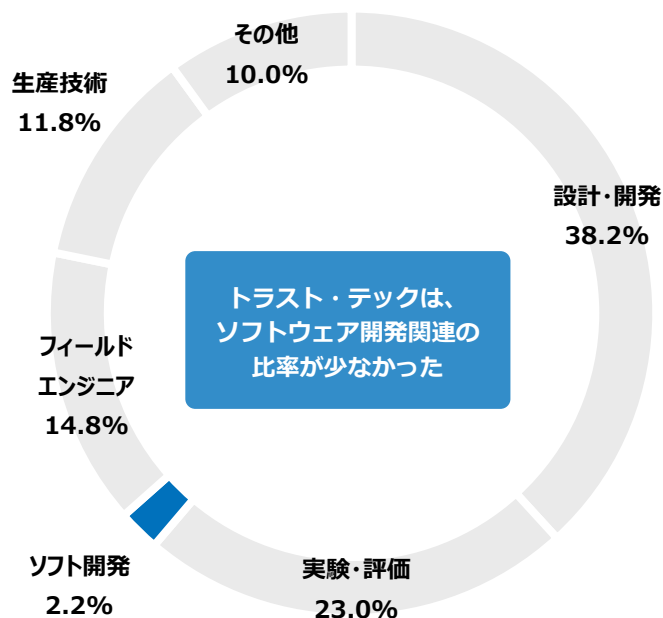 その他
10.0%
生産技術
11.8%
設計・開発
38.2%
トラスト・テックは、
ソフトウェア開発関連の
比率が少なかった
フィールド
エンジニア
14.8%
ソフト開発
2.2%
実験・評価
23.0%